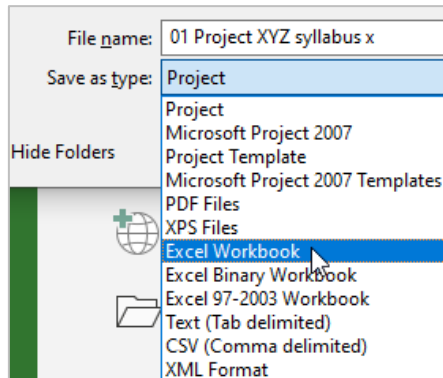 File name: 01 Project XYZ syllabus x
Save as type: Project
Project
Microsoft Project 2007
Project Template
Hide Folders
Microsoft Project 2007 Templates
PDF Files
XPS Files
Excel Workbook
Excel Binary Workbook
Excel 97-2003 Workbook
Text (Tab delimited)
CSV (Comma delimited)
XML Format